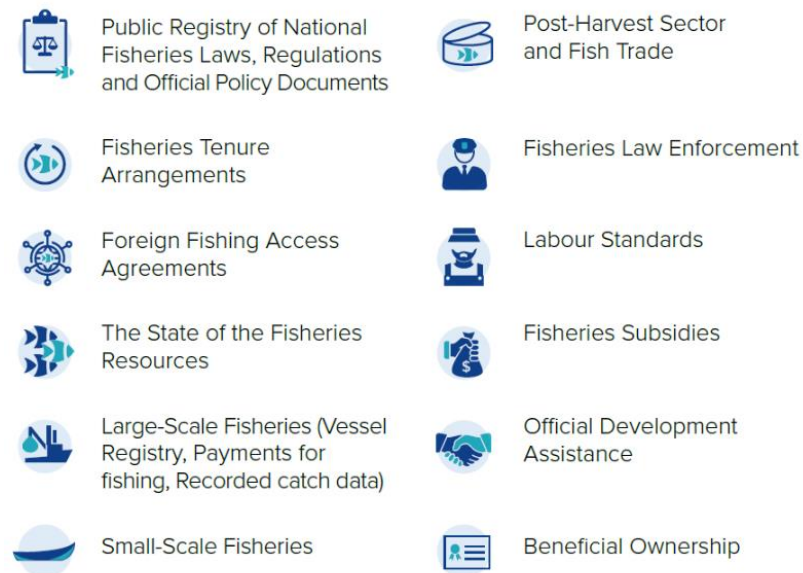 Public Registry of National
Fisheries Laws, Regulations
and Official Policy Documents
Fisheries Tenure
Arrangements
Foreign Fishing Access
Agreements
The State of the Fisheries
Resources
Large-Scale Fisheries (Vessel
Registry, Payments for
fishing, Recorded catch data)
Small-Scale Fisheries
Post-Harvest Sector
and Fish Trade
Fisheries Law Enforcement
Labour Standards
Fisheries Subsidies
$
Official Development
Assistance
Beneficial Ownership